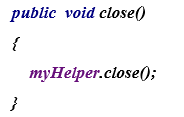 public void close()
{
myHelper.close();
}